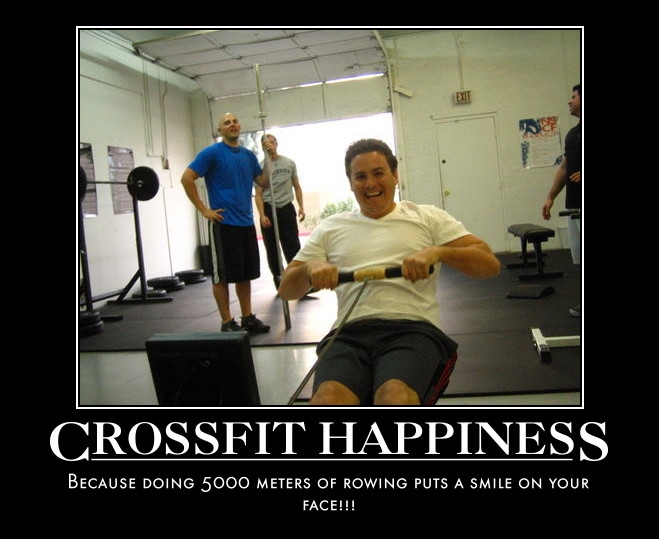 EXIT
CROSSFIT HAPPINESS
BECAUSE DOING 5000 METERS OF ROWING PUTS A SMILE ON YOUR
FACE!!!